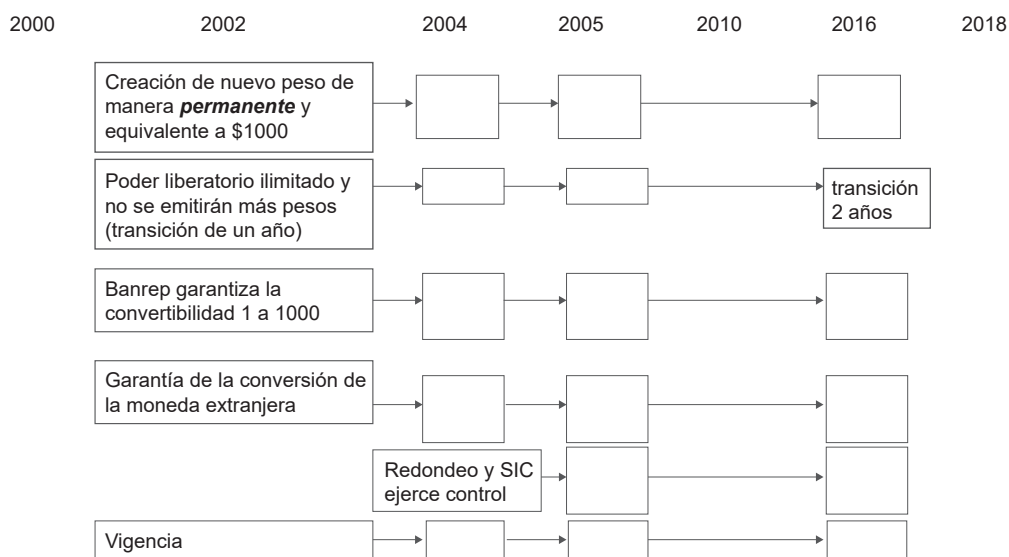 2000 2002 2004 2005 2010 2016 2018
Creación de nuevo peso de
manera permanente y
equivalente a $1000
Poder liberatorio ilimitado y
no se emitirán más pesos
(transición de un año)
transición
2 años
Banrep garantiza la
convertibilidad 1 a 1000
Garantía de la conversión de
la moneda extranjera
Redondeo y SIC
ejerce control
Vigencia